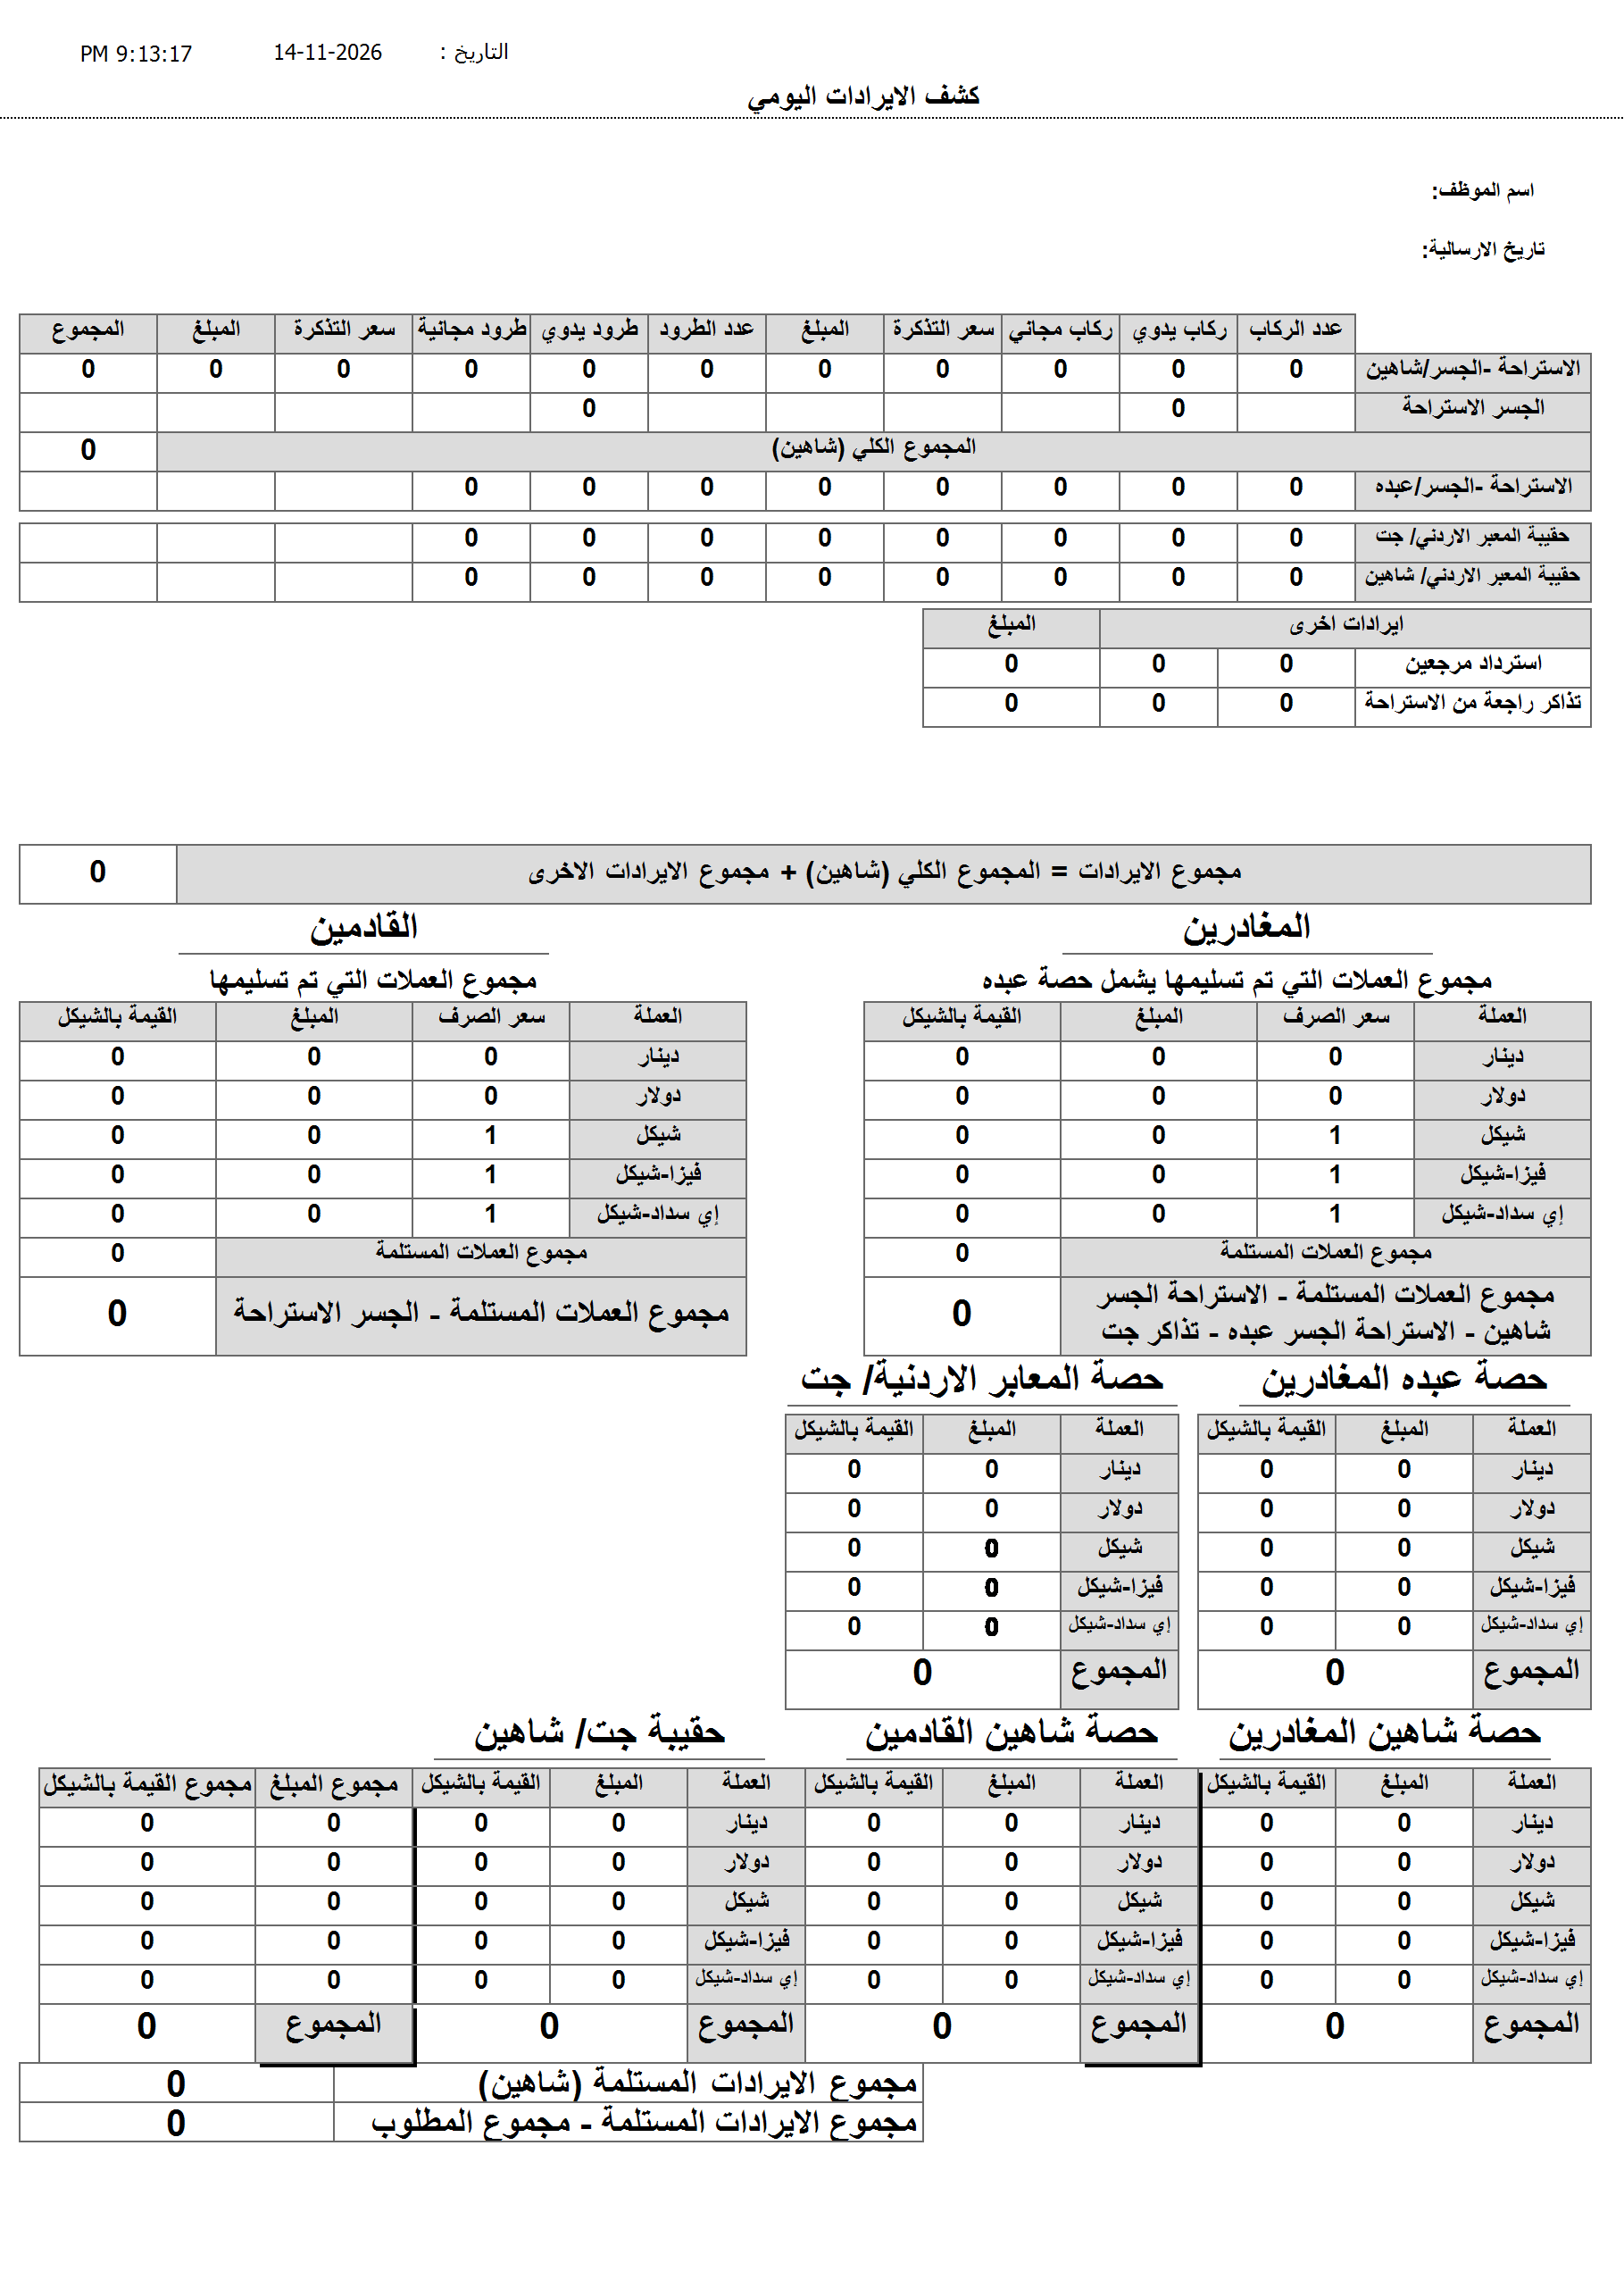 التاريخ : 14-11-2026 9:13:17 PM
كشف الايرادات اليومي
اسم الموظف:
تاريخ الارسالية:
عدد الركاب ركاب يدوي ركاب مجاني سعر التذكرة المبلغ عدد الطرود طرود يدوي طرود مجانية سعر التذكرة المبلغ المجموع
الاستراحة -الجسر/شاهين 0 0 0 0 0 0 0 0 0 0 0
الجسر الاستراحة 0 0
المجموع الكلي (شاهين) 0
الاستراحة -الجسر/عبده 0 0 0 0 0 0 0 0
حقيبة المعبر الاردني/ جت 0 0 0 0 0 0 0 0
حقيبة المعبر الاردني/ شاهين 0 0 0 0 0 0 0 0
ايرادات اخرى المبلغ
استرداد مرجعين 0 0 0
تذاكر راجعة من الاستراحة 0 0 0
مجموع الايرادات = المجموع الكلي (شاهين) + مجموع الايرادات الاخرى 0
المغادرين
مجموع العملات التي تم تسليمها يشمل حصة عبده
العملة سعر الصرف المبلغ القيمة بالشيكل
دينار 0 0 0
دولار 0 0 0
شيكل 1 0 0
فيزا-شيكل 1 0 0
إي سداد-شيكل 1 0 0
مجموع العملات المستلمة 0
مجموع العملات المستلمة - الاستراحة الجسر
شاهين - الاستراحة الجسر عبده - تذاكر جت 0
القادمين
مجموع العملات التي تم تسليمها
العملة سعر الصرف المبلغ القيمة بالشيكل
دينار 0 0 0
دولار 0 0 0
شيكل 1 0 0
فيزا-شيكل 1 0 0
إي سداد-شيكل 1 0 0
مجموع العملات المستلمة 0
مجموع العملات المستلمة - الجسر الاستراحة 0
حصة عبده المغادرين
العملة المبلغ القيمة بالشيكل
دينار 0 0
دولار 0 0
شيكل 0 0
فيزا-شيكل 0 0
إي سداد-شيكل 0 0
المجموع 0
حصة المعابر الاردنية/ جت
العملة المبلغ القيمة بالشيكل
دينار 0 0
دولار 0 0
شيكل 0 0
فيزا-شيكل 0 0
إي سداد-شيكل 0 0
المجموع 0
حصة شاهين المغادرين حصة شاهين القادمين حقيبة جت/ شاهين
العملة المبلغ القيمة بالشيكل العملة المبلغ القيمة بالشيكل العملة المبلغ القيمة بالشيكل مجموع المبلغ مجموع القيمة بالشيكل
دينار 0 0 دينار 0 0 دينار 0 0 0 0
دولار 0 0 دولار 0 0 دولار 0 0 0 0
شيكل 0 0 شيكل 0 0 شيكل 0 0 0 0
فيزا-شيكل 0 0 فيزا-شيكل 0 0 فيزا-شيكل 0 0 0 0
إي سداد-شيكل 0 0 إي سداد-شيكل 0 0 إي سداد-شيكل 0 0 0 0
المجموع 0 المجموع 0 المجموع 0 المجموع 0
مجموع الايرادات المستلمة (شاهين) 0
مجموع الايرادات المستلمة - مجموع المطلوب 0